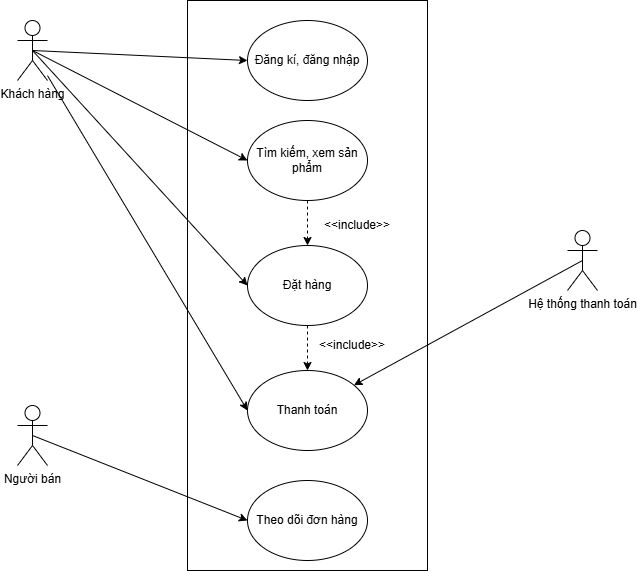 Đăng kí, đăng nhập
Khách hàng
Tìm kiếm, xem sản
phẩm
<<include>>
Đặt hàng
Hệ thống thanh toán
<<include>>
Thanh toán
Người bán
Theo dõi đơn hàng